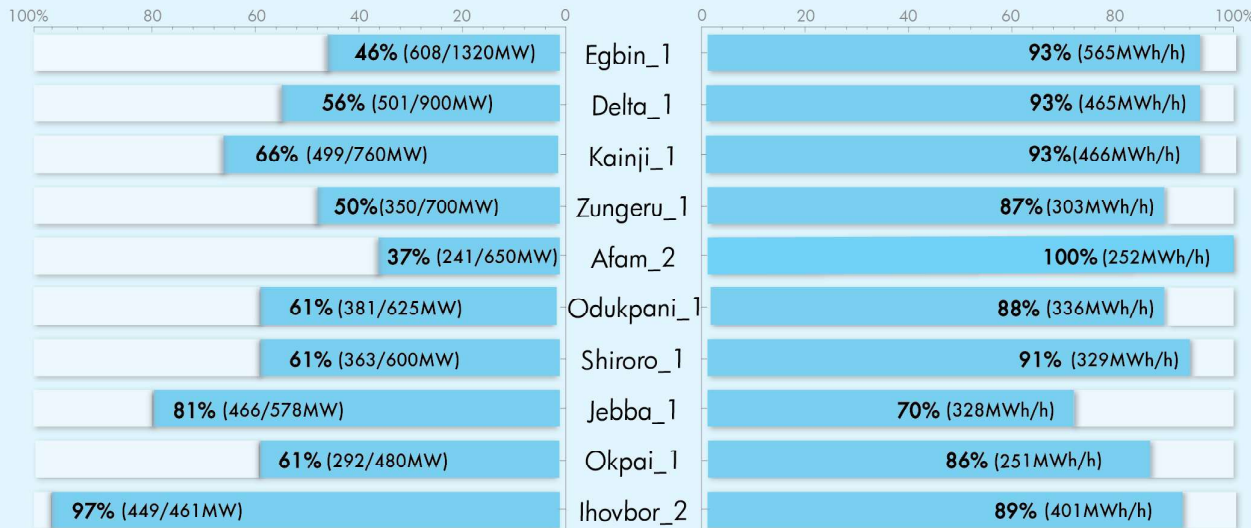 100% 80 60 40 20 0 0 20 40 60 80 100%
46% (608/1320MW) Egbin_1 93% (565MWh/h)
56% (501/900MW) Delta_1 93% (465MWh/h)
66% (499/760MW) Kainji_1 93%(466MWh/h)
50%(350/700MW) Zungeru_1 87% (303MWh/h)
37% (241/650MW) Afam_2 100% (252MWh/h)
61% (381/625MW) Odukpani_1 88% (336MWh/h)
61% (363/600MW) Shiroro_1 91% (329MWh/h)
81% (466/578MW) Jebba_1 70% (328MWh/h)
61% (292/480MW) Okpai_1 86% (251MWh/h)
97% (449/461MW) Ihovbor_2 89% (401MWh/h)